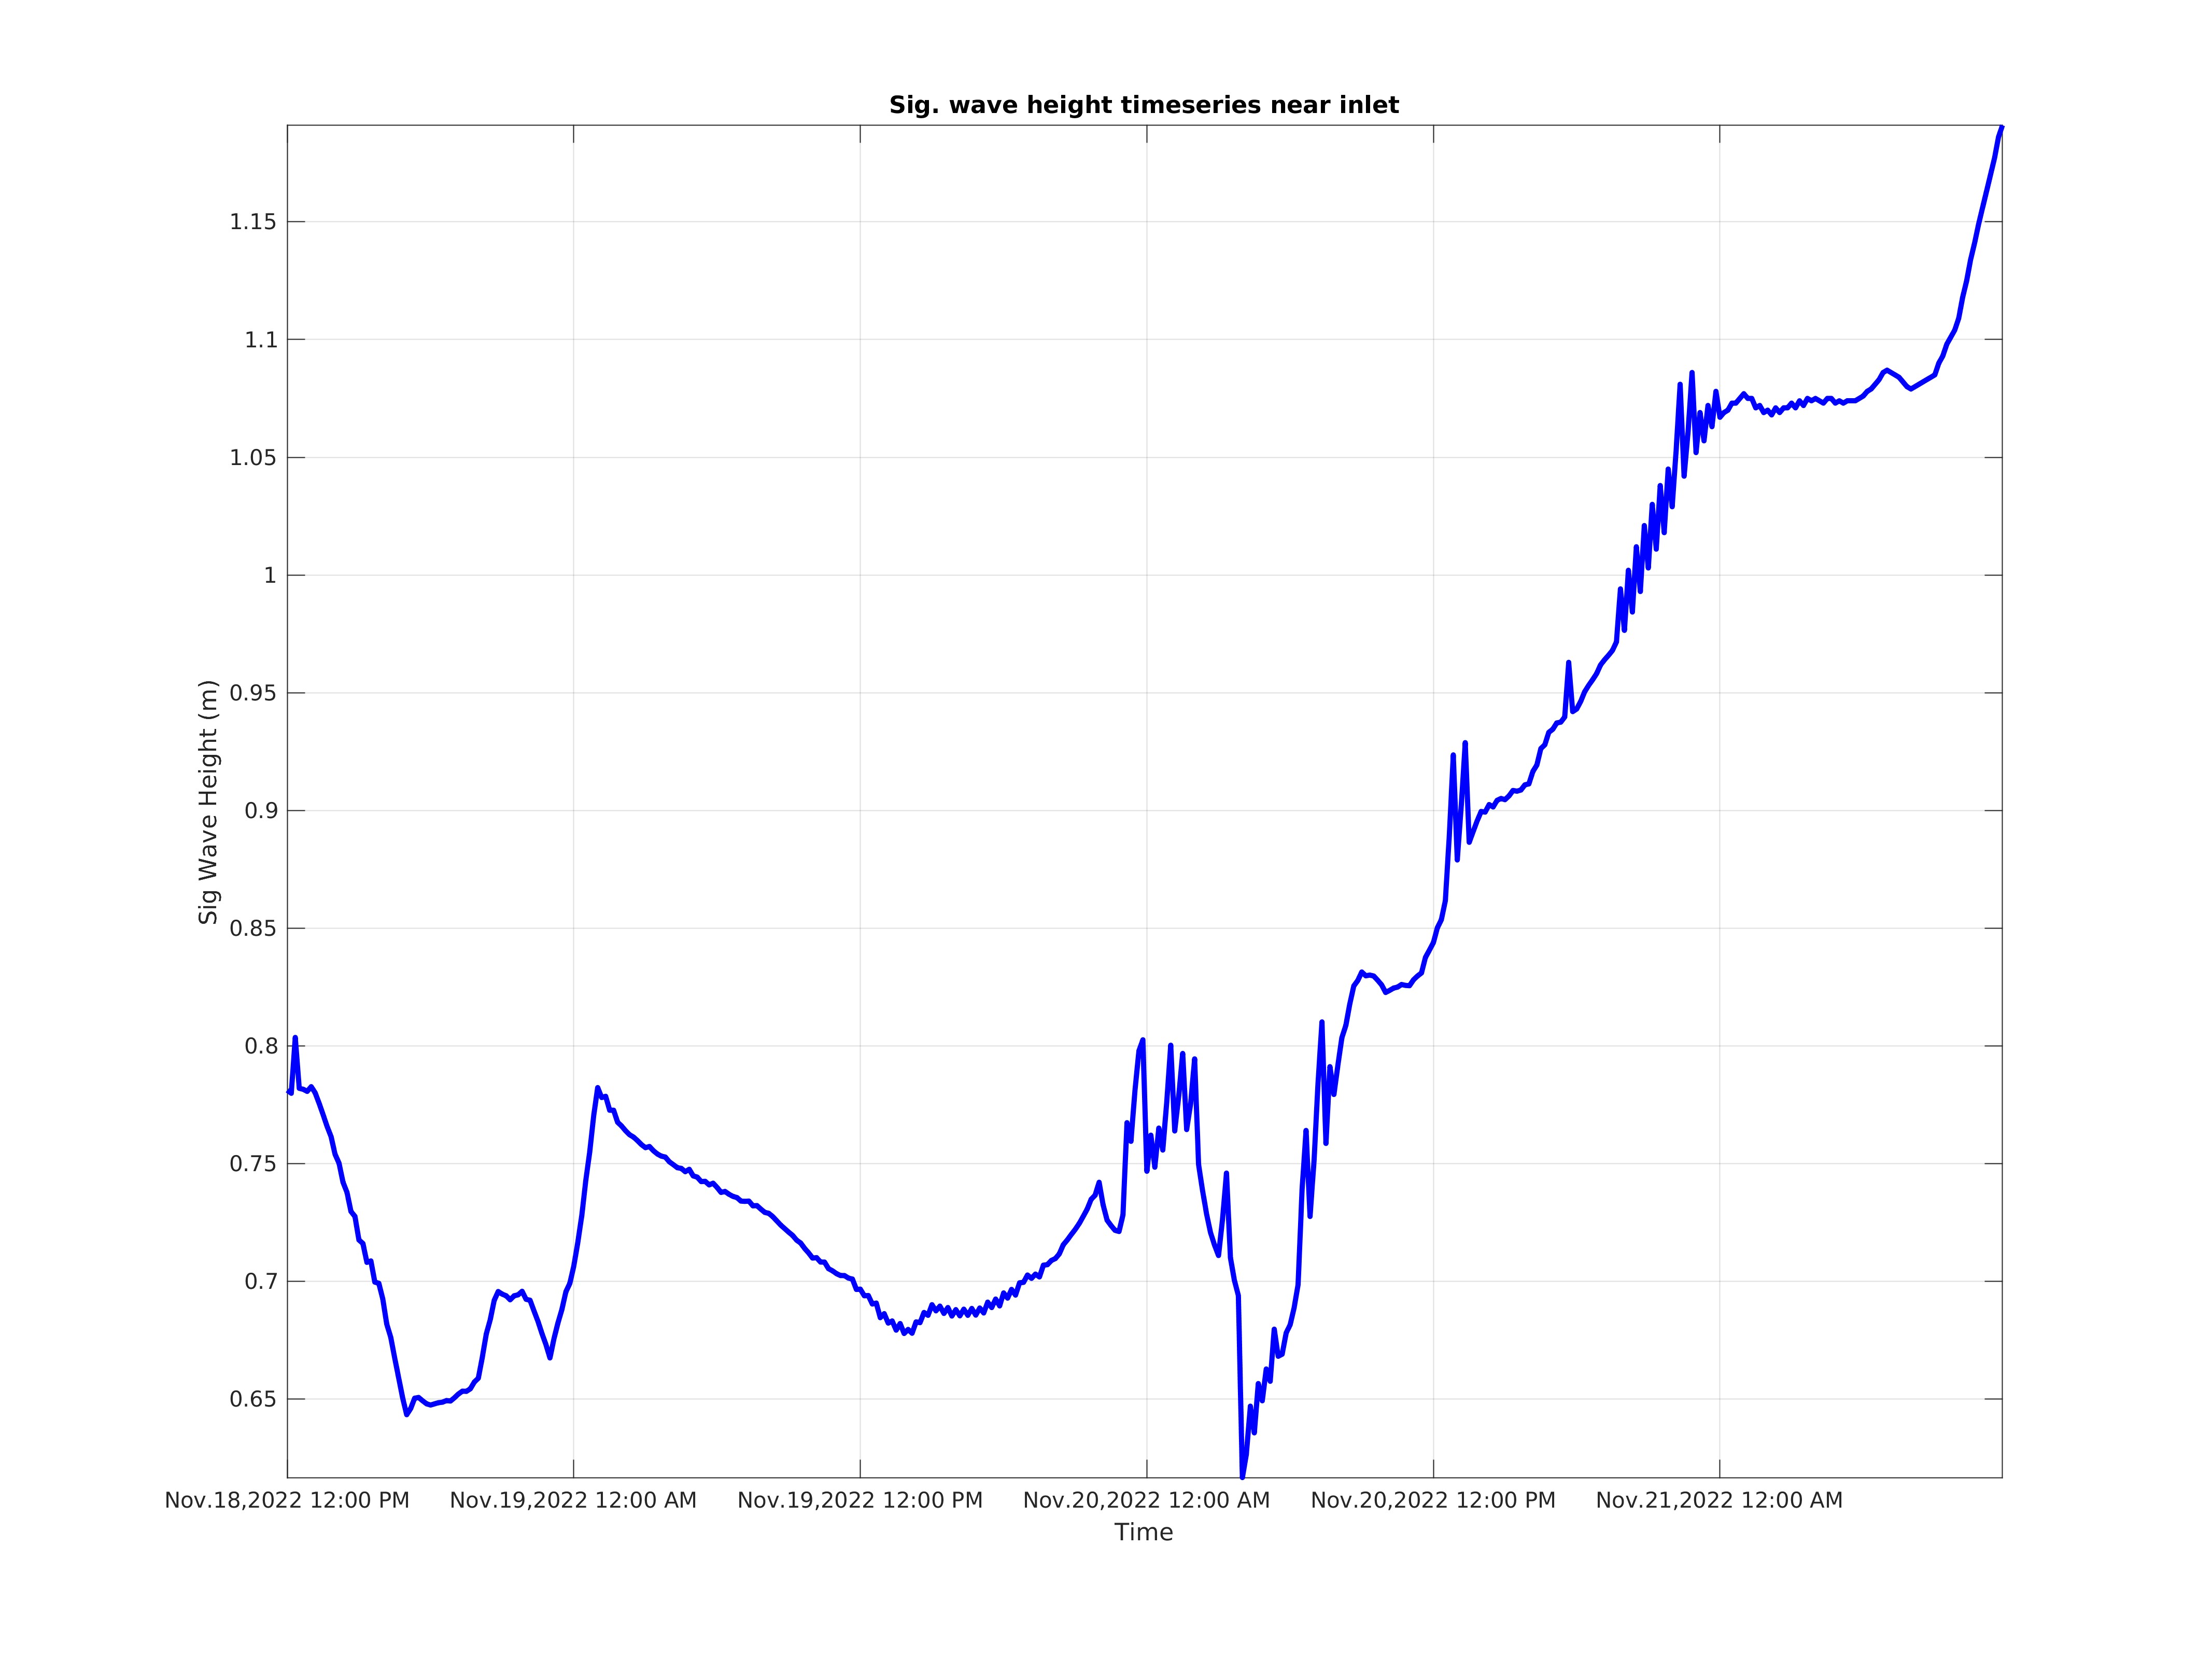 Sig. wave height timeseries near inlet
1.15
1.1
1.05
1
0.95
0.9
0.85
0.8
0.75
0.7
0.65
Sig Wave Height (m)
Nov.18,2022 12:00 PM Nov.19,2022 12:00 AM Nov.19,2022 12:00 PM Nov.20,2022 12:00 AM Nov.20,2022 12:00 PM Nov.21,2022 12:00 AM
Time